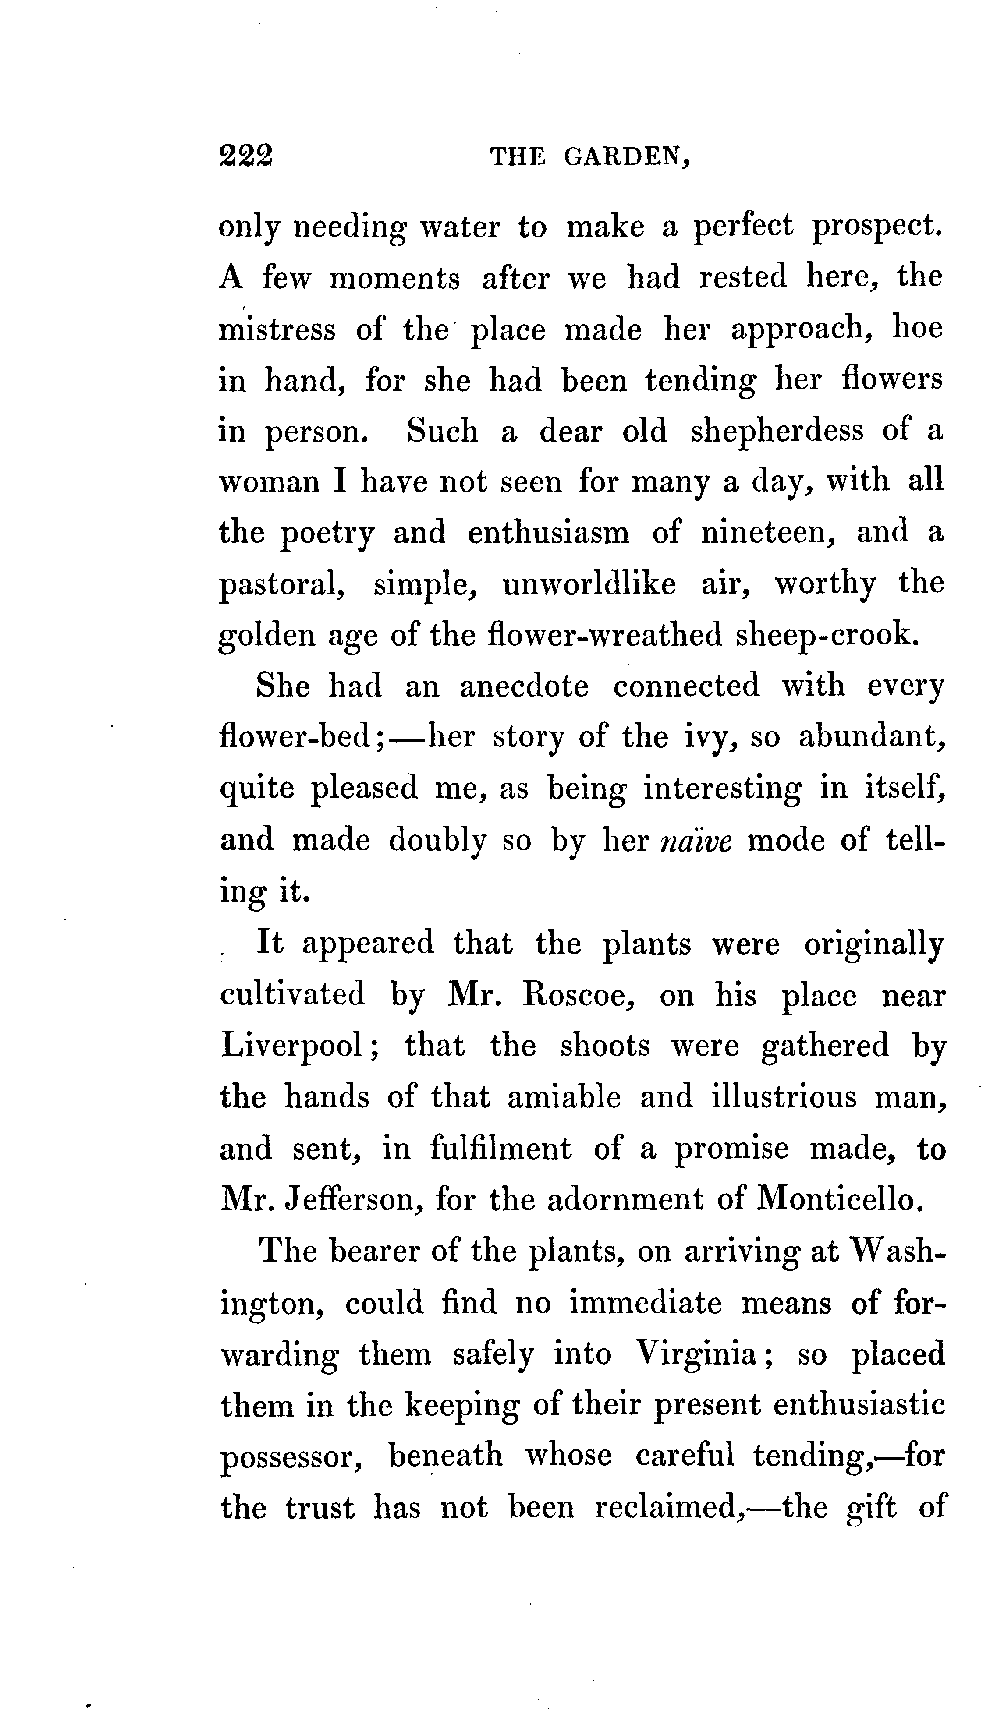 222 THE GARDEN,
only needing water to make a perfect prospect.
A few moments after we had rested here, the
mistress of the place made her approach, hoe
in hand, for she had been tending her flowers
in person. Such a dear old shepherdess of a
woman I have not seen for many a day, with all
the poetry and enthusiasm of nineteen, and a
pastoral, simple, unworldlike air, worthy the
golden age of the flower-wreathed sheep-crook.
She had an anecdote connected with every
flower-bed;—her story of the ivy, so abundant,
quite pleased me, as being interesting in itself,
and made doubly so by her naïve mode of tell-
ing it.
It appeared that the plants were originally
cultivated by Mr. Roscoe, on his place near
Liverpool; that the shoots were gathered by
the hands of that amiable and illustrious man,
and sent, in fulfilment of a promise made, to
Mr. Jefferson, for the adornment of Monticello.
The bearer of the plants, on arriving at Wash-
ington, could find no immediate means of for-
warding them safely into Virginia; so placed
them in the keeping of their present enthusiastic
possessor, beneath whose careful tending,—for
the trust has not been reclaimed,—the gift of